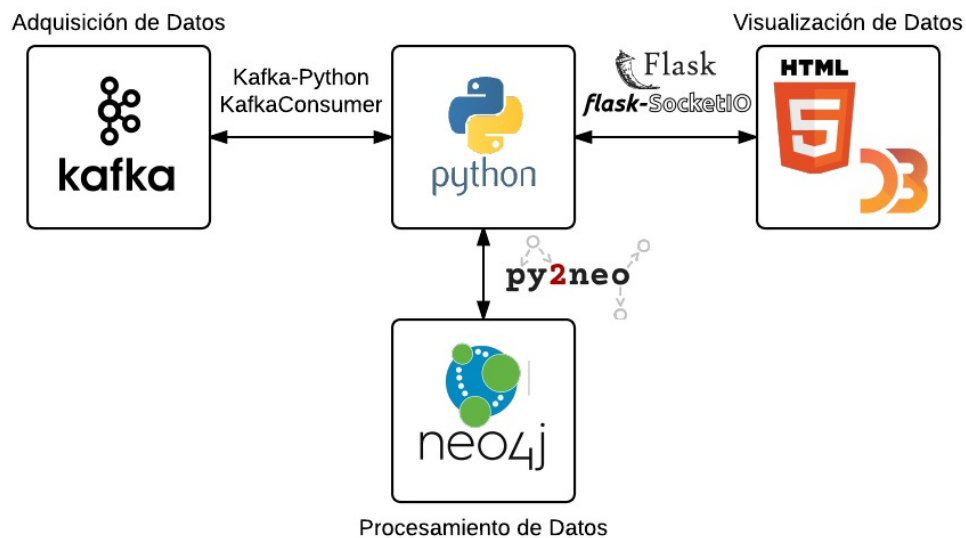 Adquisición de Datos
Visualización de Datos
kafka
Kafka-Python
KafkaConsumer
python
Flask
flask-SocketIO
HTML
5
D3
py2neo
neo4j
Procesamiento de Datos